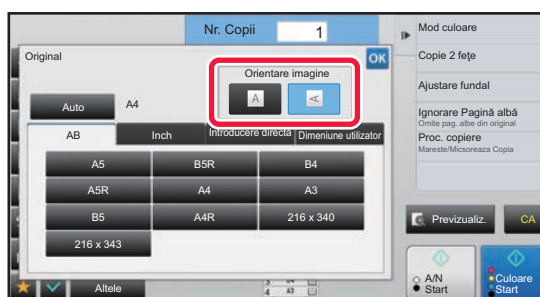 Nr. Copii
1
Original
OK
Orientare imagine
A
A
Auto
A4
AB
Inch
Introducere directă
Dimeniune utilizator
A5
B5R
B4
A5R
A4
A3
B5
A4R
216 x 340
216 x 343
Altele
Mod culoare
Copie 2 feţe
Ajustare fundal
Ignorare Pagină albă
Omite pag. albe din original
Proc. copiere
Mareste/Micsoreaza Copia
Previzualiz.
CA
A/N
Start
Culoare
Start